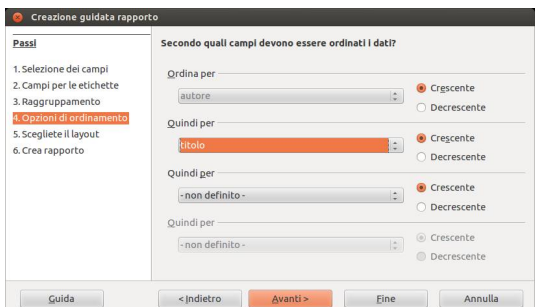 Creazione guidata rapporto
Passi
1. Selezione dei campi
2. Campi per le etichette
3. Raggruppamento
4. Opzioni di ordinamento
5. Scegliete il layout
6. Crea rapporto
Secondo quali campi devono essere ordinati i dati?
Ordina per
autore
Crescente
Decrescente
Quindi per
titolo
Crescente
Decrescente
Quindi per
- non definito -
Crescente
Decrescente
Quindi per
- non definito -
Crescente
Decrescente
Guida
< Indietro
Avanti >
Fine
Annulla